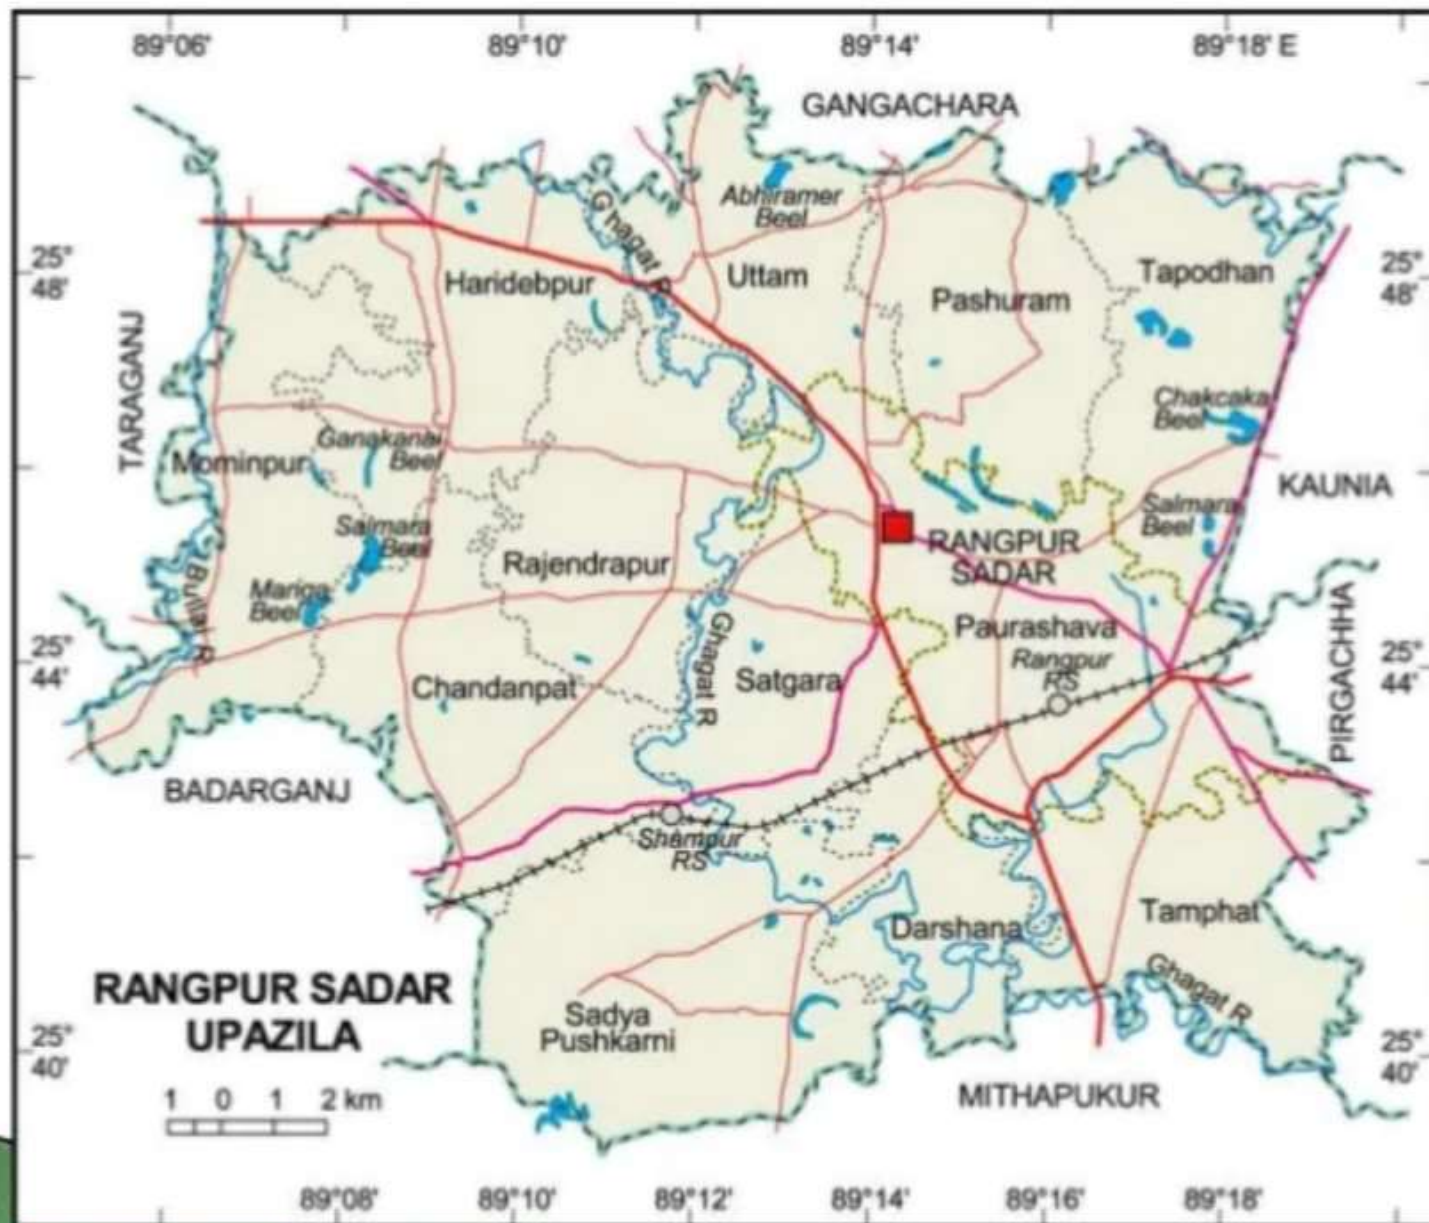 89°06'
89°10'
89°14'
89°18' E
GANGACHARA
Abhiramer
Beel
Ghagat R
25°
48'
25°
48'
Haridebpur
Uttam
Pashuram
Tapodhan
TARAGANJ
Chakcaka
Beel
Ganakanai
Beel
Mominpur
KAUNIA
Salmara
Beel
Salmara
Beel
RANGPUR
SADAR
Rajendrapur
Mariga
Beel
Paurashava
Ghagat R
PIRGACHHA
25°
44'
Rangpur
RS
25°
44'
Chandanpat
Satgara
BADARGANJ
Shampur
RS
Tamphat
Darshana
Ghagat R
RANGPUR SADAR
UPAZILA
Sadya
Pushkarni
25°
40'
25°
40'
1 0 1 2 km
MITHAPUKUR
89°08'
89°10'
89°12'
89°14'
89°16'
89°18'